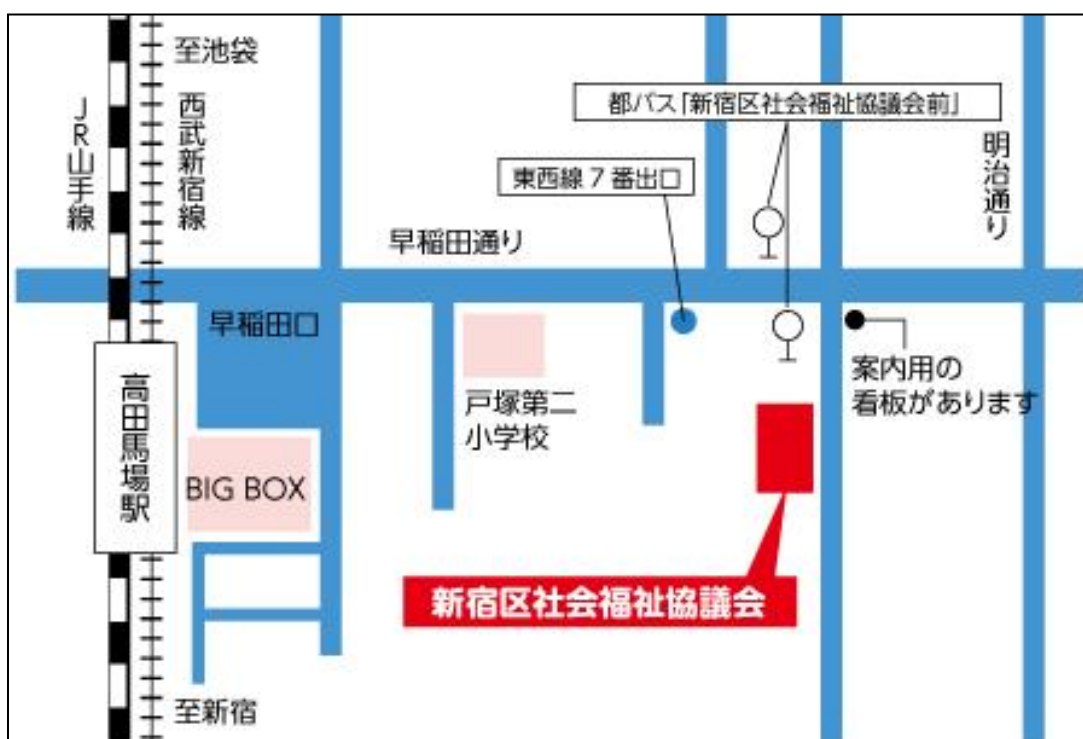 至池袋
JR山手線
西武新宿線
都バス「新宿区社会福祉協議会前」
明治通り
東西線7番出口
早稲田通り
早稲田口
高田馬場駅
戸塚第二
小学校
案内用の
看板があります
BIG BOX
新宿区社会福祉協議会
至新宿